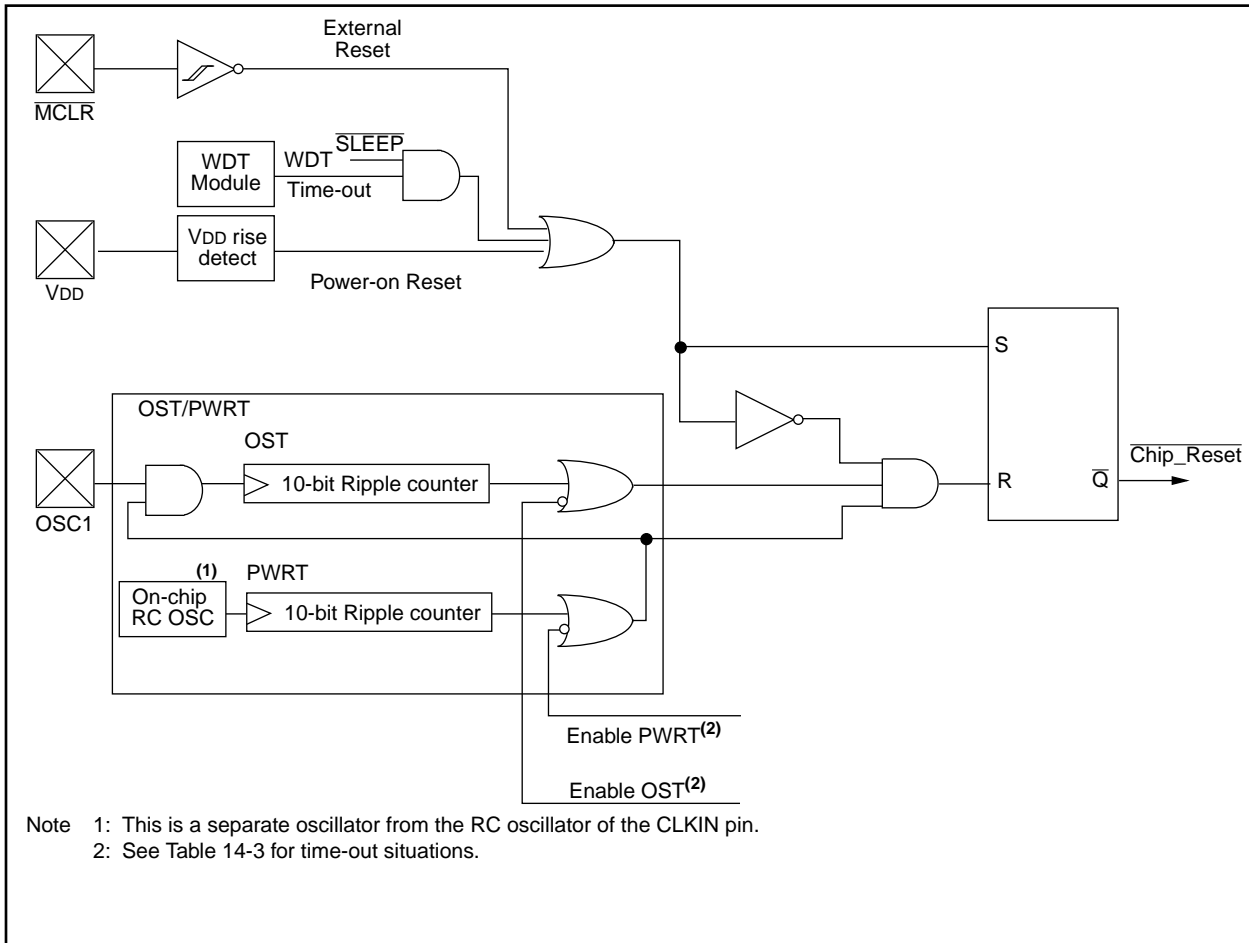 External
Reset
M̅C̅L̅R̅
S̅L̅E̅E̅P̅
WDT
Module
WDT
Time-out
VDD rise
detect
VDD
Power-on Reset
S
OST/PWRT
OST
10-bit Ripple counter
OSC1
R
Q̅
C̅h̅i̅p̅_̅R̅e̅s̅e̅t̅
(1)
PWRT
On-chip
RC OSC
10-bit Ripple counter
Enable PWRT(2)
Enable OST(2)
Note 1: This is a separate oscillator from the RC oscillator of the CLKIN pin.
2: See Table 14-3 for time-out situations.